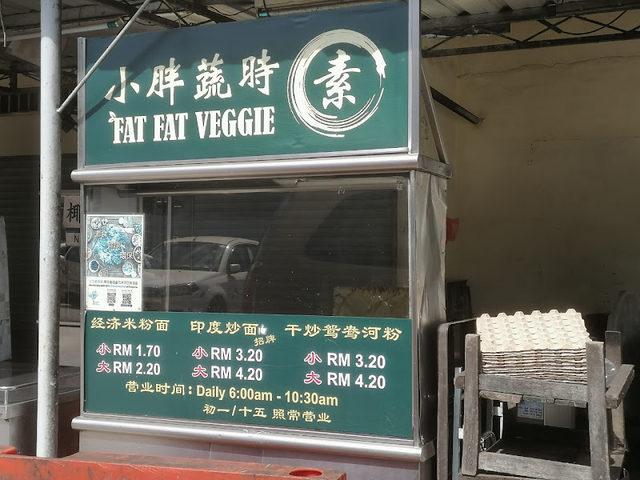 小胖蔬時
FAT FAT VEGGIE
素
椰
N
经济米粉面
小 RM 1.70
大 RM 2.20
印度炒面
招牌
小 RM 3.20
大 RM 4.20
干炒鸳鸯河粉
小 RM 3.20
大 RM 4.20
营业时间：Daily 6:00am - 10:30am
初一/十五 照常营业